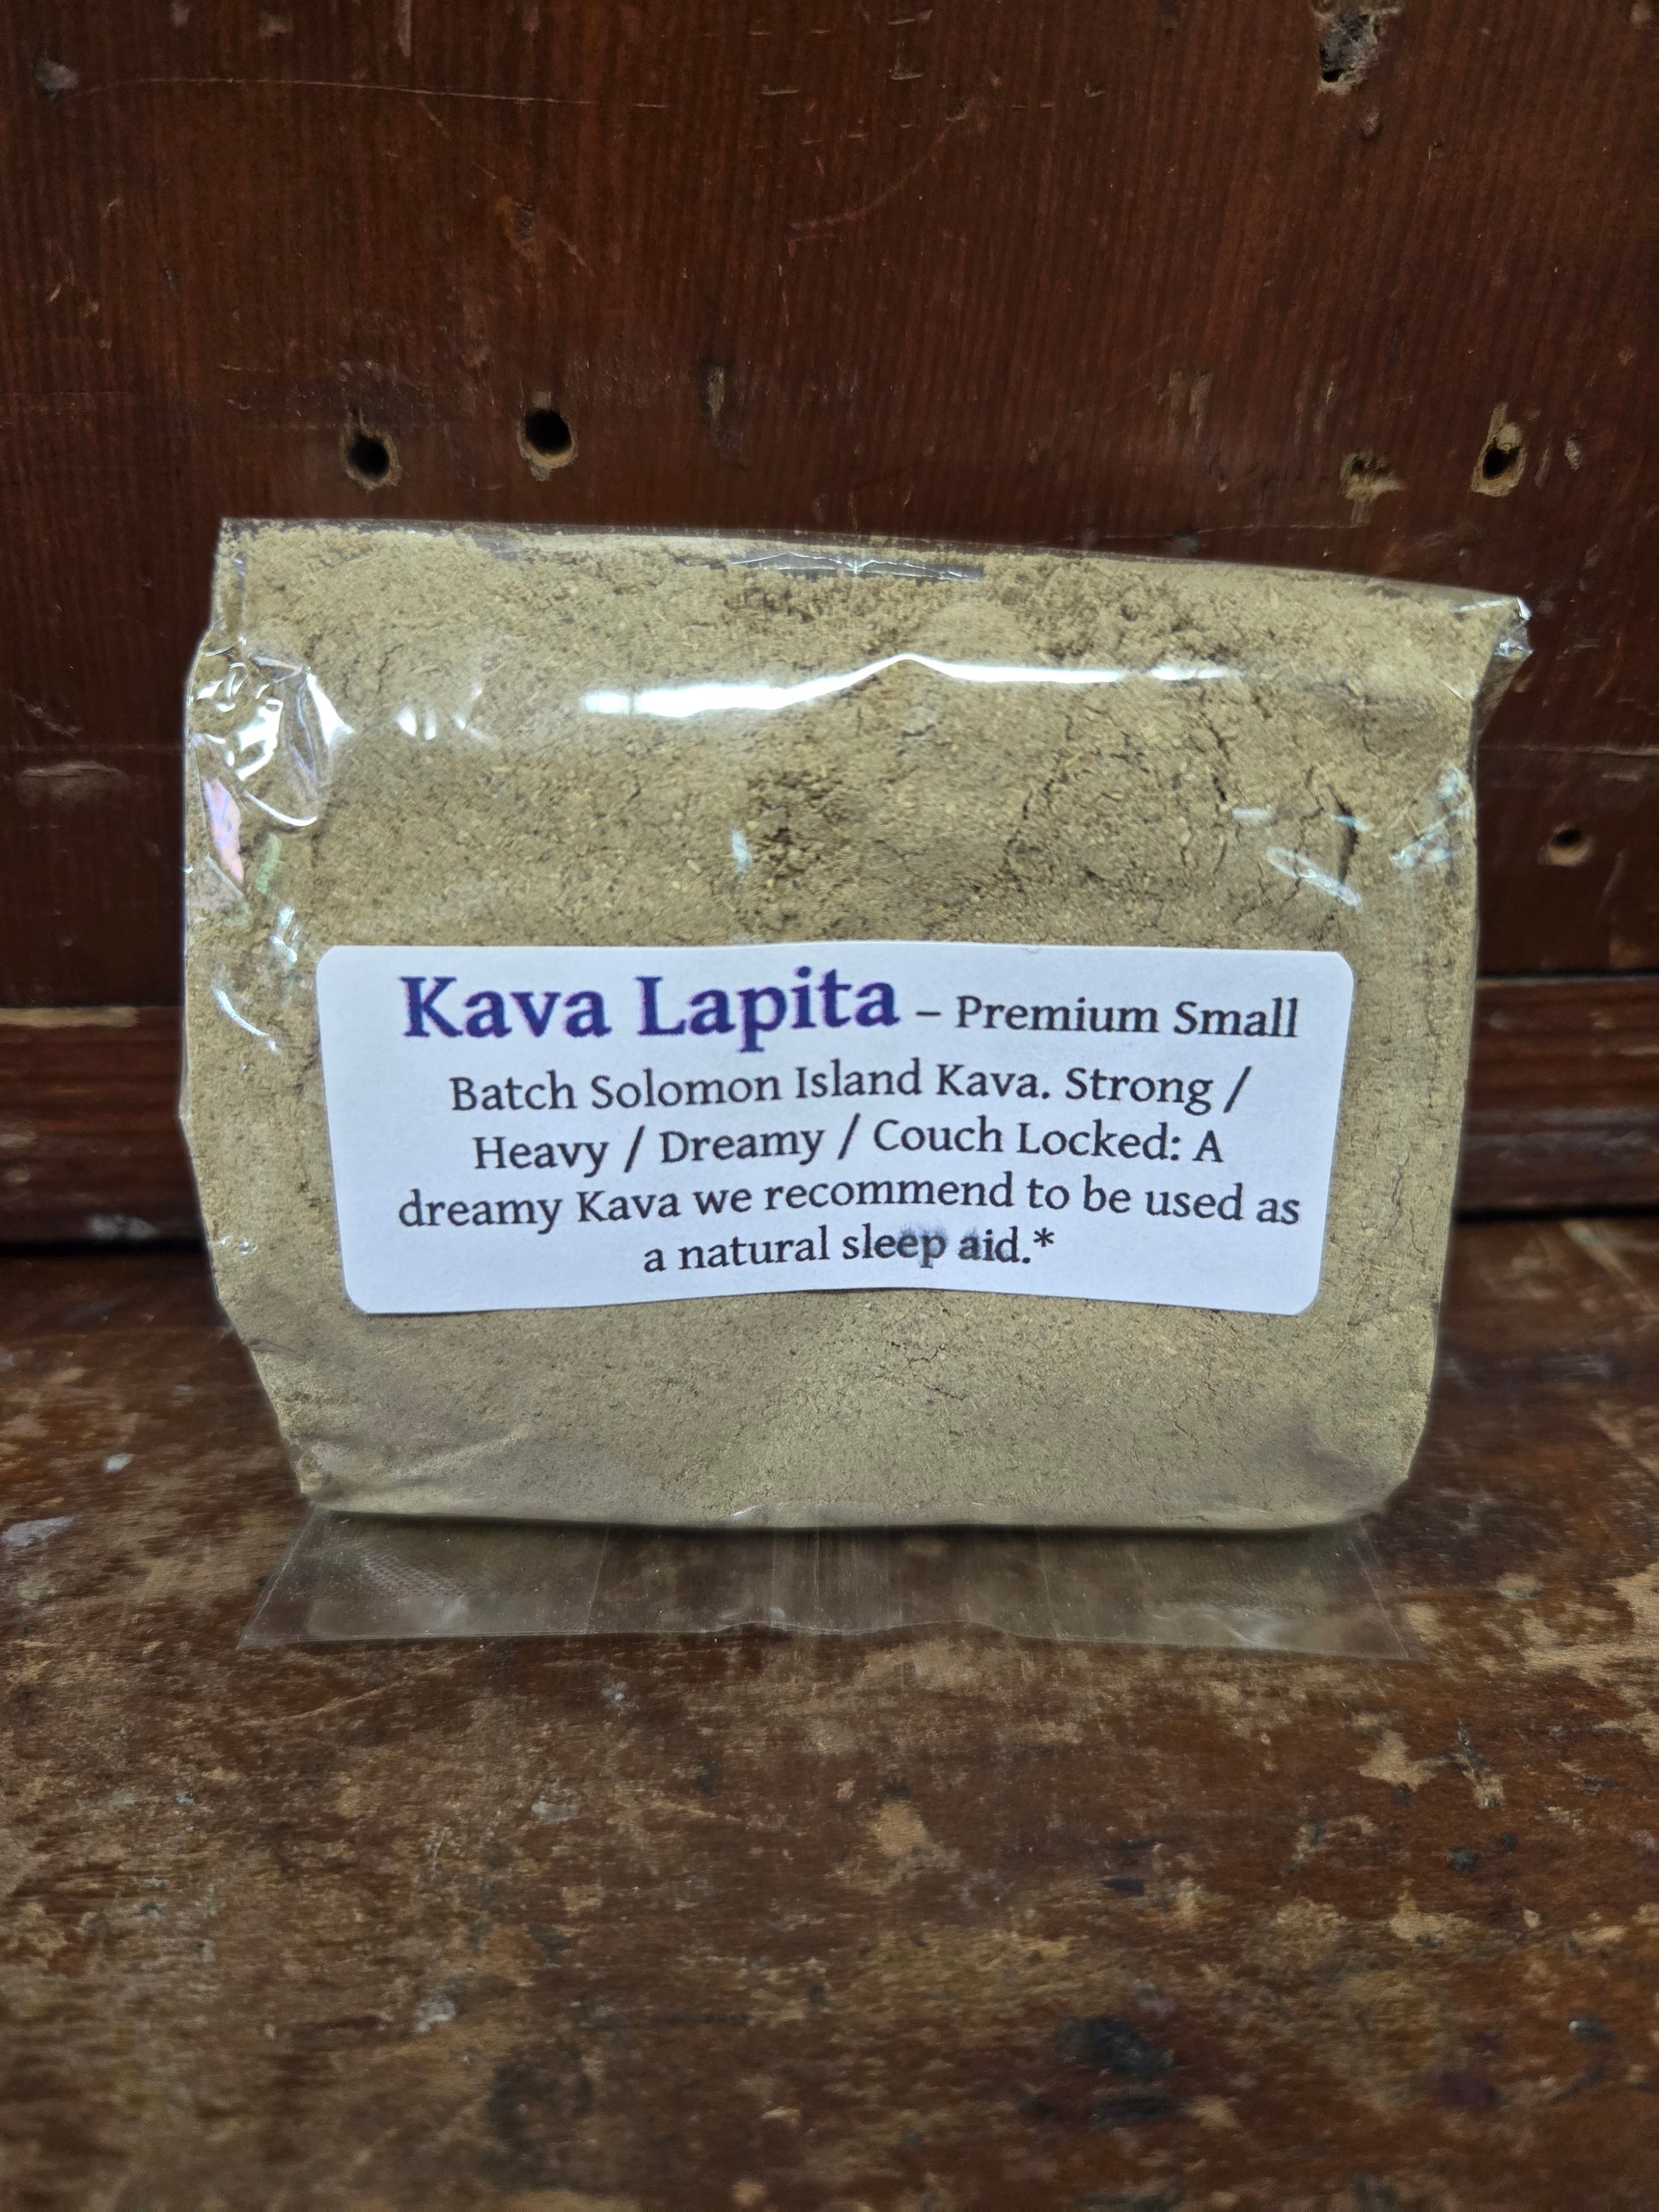 Kava Lapita – Premium Small
Batch Solomon Island Kava. Strong /
Heavy / Dreamy / Couch Locked: A
dreamy Kava we recommend to be used as
a natural sleep aid.*